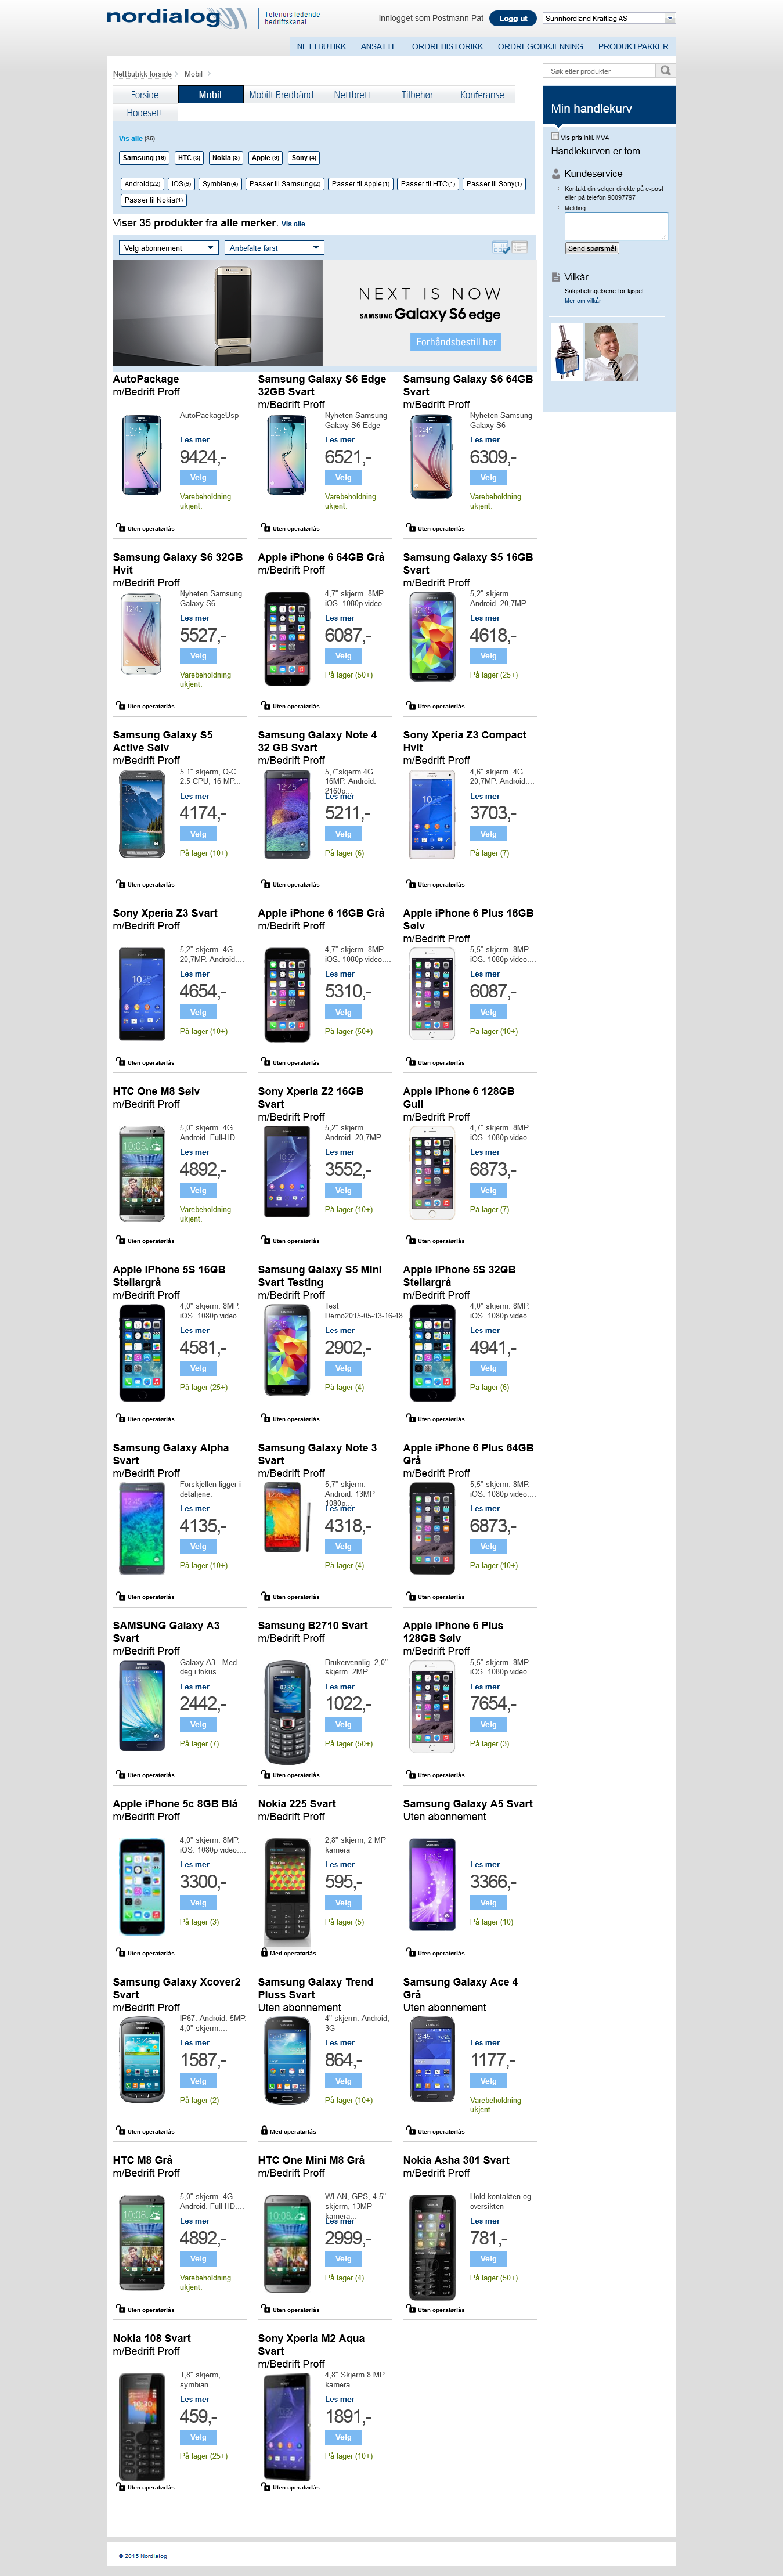 nordialog
Telenors ledende
bedriftskanal
Innlogget som Postmann Pat
Logg ut
Sunnhordland Kraftlag AS
NETTBUTIKK
ANSATTE
ORDREHISTORIKK
ORDREGODKJENNING
PRODUKTPAKKER
Nettbutikk forside
Mobil
Søk etter produkter
Forside
Mobil
Mobilt Bredbånd
Nettbrett
Tilbehør
Konferanse
Hodesett
Vis alle (35)
Samsung (16)
HTC (3)
Nokia (3)
Apple (9)
Sony (4)
Android(22)
iOS(9)
Symbian(4)
Passer til Samsung(2)
Passer til Apple(1)
Passer til HTC(1)
Passer til Sony(1)
Passer til Nokia(1)
Viser 35 produkter fra alle merker. Vis alle
Velg abonnement
Anbefalte først
NEXT IS NOW
SAMSUNG Galaxy S6 edge
Forhåndsbestill her
Min handlekurv
Vis pris inkl. MVA
Handlekurven er tom
Kundeservice
Kontakt din selger direkte på e-post
eller på telefon 90097797
Melding
Send spørsmål
Vilkår
Salgsbetingelsene for kjøpet
Mer om vilkår
AutoPackage
m/Bedrift Proff
AutoPackageUsp
Les mer
9424,-
Velg
Varebeholdning
ukjent.
Uten operatørlås
Samsung Galaxy S6 Edge
32GB Svart
m/Bedrift Proff
Nyheten Samsung
Galaxy S6 Edge
Les mer
6521,-
Velg
Varebeholdning
ukjent.
Uten operatørlås
Samsung Galaxy S6 64GB
Svart
m/Bedrift Proff
Nyheten Samsung
Galaxy S6
Les mer
6309,-
Velg
Varebeholdning
ukjent.
Uten operatørlås
Samsung Galaxy S6 32GB
Hvit
m/Bedrift Proff
Nyheten Samsung
Galaxy S6
Les mer
5527,-
Velg
Varebeholdning
ukjent.
Uten operatørlås
Apple iPhone 6 64GB Grå
m/Bedrift Proff
4,7" skjerm. 8MP.
iOS. 1080p video....
Les mer
6087,-
Velg
På lager (50+)
Uten operatørlås
Samsung Galaxy S5 16GB
Svart
m/Bedrift Proff
5,2" skjerm.
Android. 20,7MP....
Les mer
4618,-
Velg
På lager (25+)
Uten operatørlås
Samsung Galaxy S5
Active Sølv
m/Bedrift Proff
5.1" skjerm, Q-C
2.5 CPU, 16 MP...
Les mer
4174,-
Velg
På lager (10+)
Uten operatørlås
Samsung Galaxy Note 4
32 GB Svart
m/Bedrift Proff
5,7"skjerm.4G.
16MP. Android.
2160p...
Les mer
5211,-
Velg
På lager (6)
Uten operatørlås
Sony Xperia Z3 Compact
Hvit
m/Bedrift Proff
4,6" skjerm. 4G.
20,7MP. Android....
Les mer
3703,-
Velg
På lager (7)
Uten operatørlås
Sony Xperia Z3 Svart
m/Bedrift Proff
5,2" skjerm. 4G.
20,7MP. Android....
Les mer
4654,-
Velg
På lager (10+)
Uten operatørlås
Apple iPhone 6 16GB Grå
m/Bedrift Proff
4,7" skjerm. 8MP.
iOS. 1080p video....
Les mer
5310,-
Velg
På lager (50+)
Uten operatørlås
Apple iPhone 6 Plus 16GB
Sølv
m/Bedrift Proff
5,5" skjerm. 8MP.
iOS. 1080p video....
Les mer
6087,-
Velg
På lager (10+)
Uten operatørlås
HTC One M8 Sølv
m/Bedrift Proff
5,0" skjerm. 4G.
Android. Full-HD....
Les mer
4892,-
Velg
Varebeholdning
ukjent.
Uten operatørlås
Sony Xperia Z2 16GB
Svart
m/Bedrift Proff
5,2" skjerm.
Android. 20,7MP....
Les mer
3552,-
Velg
På lager (10+)
Uten operatørlås
Apple iPhone 6 128GB
Gull
m/Bedrift Proff
4,7" skjerm. 8MP.
iOS. 1080p video....
Les mer
6873,-
Velg
På lager (7)
Uten operatørlås
Apple iPhone 5S 16GB
Stellargrå
m/Bedrift Proff
4,0" skjerm. 8MP.
iOS. 1080p video....
Les mer
4581,-
Velg
På lager (25+)
Uten operatørlås
Samsung Galaxy S5 Mini
Svart Testing
m/Bedrift Proff
Test
Demo2015-05-13-16-48
Les mer
2902,-
Velg
På lager (4)
Uten operatørlås
Apple iPhone 5S 32GB
Stellargrå
m/Bedrift Proff
4,0" skjerm. 8MP.
iOS. 1080p video....
Les mer
4941,-
Velg
På lager (6)
Uten operatørlås
Samsung Galaxy Alpha
Svart
m/Bedrift Proff
Forskjellen ligger i
detaljene.
Les mer
4135,-
Velg
På lager (10+)
Uten operatørlås
Samsung Galaxy Note 3
Svart
m/Bedrift Proff
5,7" skjerm.
Android. 13MP
1080p...
Les mer
4318,-
Velg
På lager (4)
Uten operatørlås
Apple iPhone 6 Plus 64GB
Grå
m/Bedrift Proff
5,5" skjerm. 8MP.
iOS. 1080p video....
Les mer
6873,-
Velg
På lager (10+)
Uten operatørlås
SAMSUNG Galaxy A3
Svart
m/Bedrift Proff
Galaxy A3 - Med
deg i fokus
Les mer
2442,-
Velg
På lager (7)
Uten operatørlås
Samsung B2710 Svart
m/Bedrift Proff
Brukervennlig. 2,0"
skjerm. 2MP....
Les mer
1022,-
Velg
På lager (50+)
Uten operatørlås
Apple iPhone 6 Plus
128GB Sølv
m/Bedrift Proff
5,5" skjerm. 8MP.
iOS. 1080p video....
Les mer
7654,-
Velg
På lager (3)
Uten operatørlås
Apple iPhone 5c 8GB Blå
m/Bedrift Proff
4,0" skjerm. 8MP.
iOS. 1080p video....
Les mer
3300,-
Velg
På lager (3)
Uten operatørlås
Nokia 225 Svart
m/Bedrift Proff
2,8" skjerm, 2 MP
kamera
Les mer
595,-
Velg
På lager (5)
Med operatørlås
Samsung Galaxy A5 Svart
Uten abonnement
Les mer
3366,-
Velg
På lager (10)
Uten operatørlås
Samsung Galaxy Xcover2
Svart
m/Bedrift Proff
IP67. Android. 5MP.
4,0" skjerm....
Les mer
1587,-
Velg
På lager (2)
Uten operatørlås
Samsung Galaxy Trend
Pluss Svart
Uten abonnement
4" skjerm. Android,
3G
Les mer
864,-
Velg
På lager (10+)
Med operatørlås
Samsung Galaxy Ace 4
Grå
Uten abonnement
Les mer
1177,-
Velg
Varebeholdning
ukjent.
Uten operatørlås
HTC M8 Grå
m/Bedrift Proff
5,0" skjerm. 4G.
Android. Full-HD....
Les mer
4892,-
Velg
Varebeholdning
ukjent.
Uten operatørlås
HTC One Mini M8 Grå
m/Bedrift Proff
WLAN, GPS, 4.5"
skjerm, 13MP
kamera...
Les mer
2999,-
Velg
På lager (4)
Uten operatørlås
Nokia Asha 301 Svart
m/Bedrift Proff
Hold kontakten og
oversikten
Les mer
781,-
Velg
På lager (50+)
Uten operatørlås
Nokia 108 Svart
m/Bedrift Proff
1,8" skjerm,
symbian
Les mer
459,-
Velg
På lager (25+)
Uten operatørlås
Sony Xperia M2 Aqua
Svart
m/Bedrift Proff
4,8" Skjerm 8 MP
kamera
Les mer
1891,-
Velg
På lager (10+)
Uten operatørlås
© 2015 Nordialog